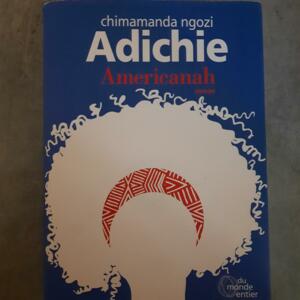 chimamanda ngozi
Adichie
Americanah
roman
du
monde
entier